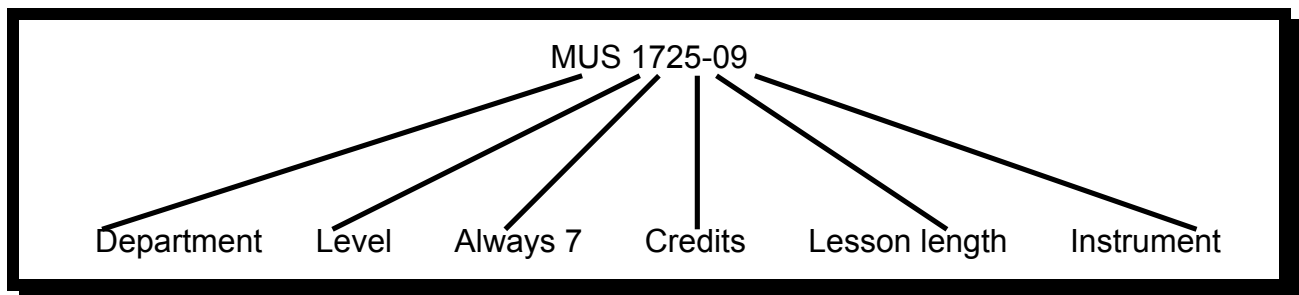 MUS 1725-09
Department Level Always 7 Credits Lesson length Instrument